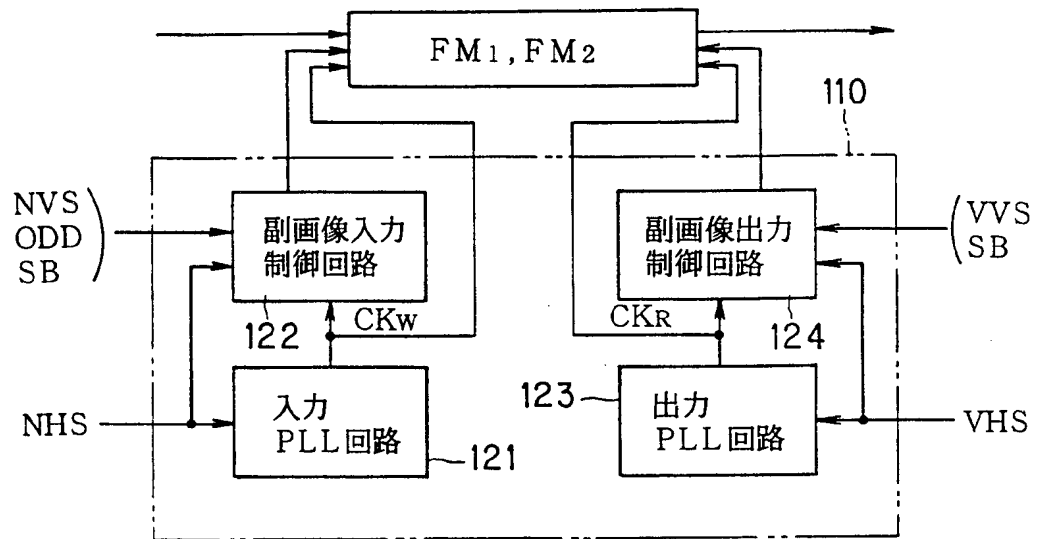 FM1, FM2
110
NVS
ODD
SB
副画像入力
制御回路
副画像出力
制御回路
VVS
SB
122
CKW
CKR
124
NHS
入力
PLL回路
121
123
出力
PLL回路
VHS